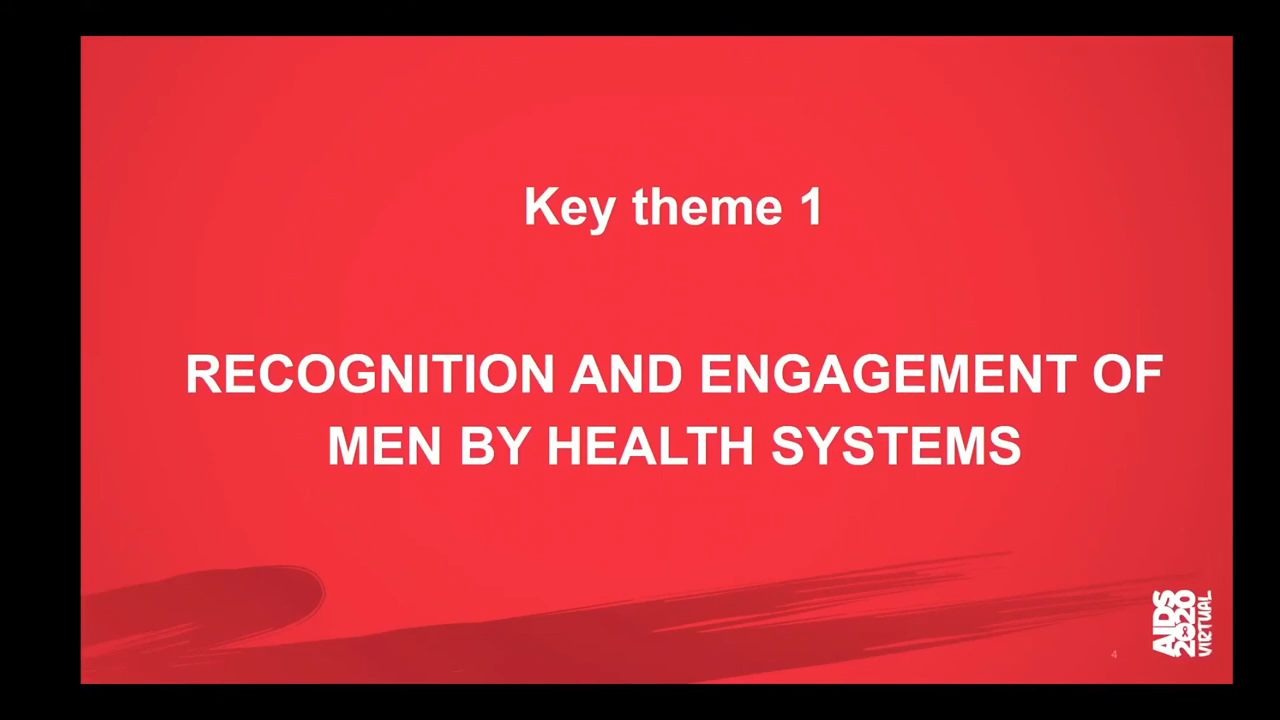 Key theme 1
RECOGNITION AND ENGAGEMENT OF
MEN BY HEALTH SYSTEMS
4
AIDS
2020
VIRTUAL